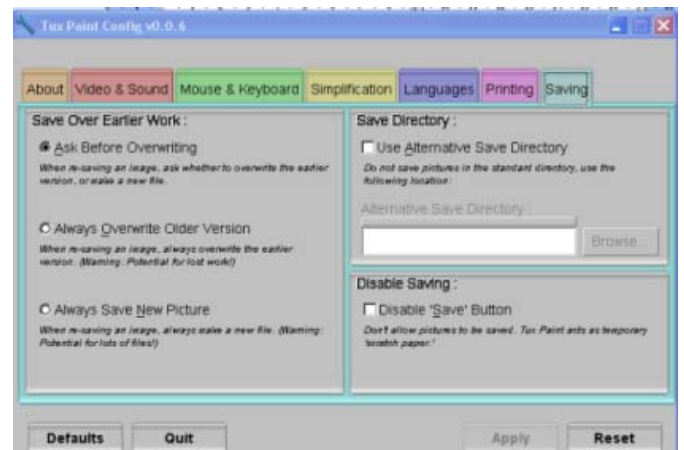 Tux Paint Config v0.0.6
About Video & Sound Mouse & Keyboard Simplification Languages Printing Saving
Save Over Earlier Work :
Ask Before Overwriting
When re-saving an image, ask whether to overwrite the earlier
version, or make a new file.
Always Overwrite Older Version
When re-saving an image, always overwrite the earlier
version. (Warning: Potential for lost work!)
Always Save New Picture
When re-saving an image, always make a new file. (Warning:
Potential for lots of files!)
Save Directory :
Use Alternative Save Directory
Do not save pictures in the standard directory, use the
following location:
Alternative Save Directory
Browse...
Disable Saving :
Disable 'Save' Button
Don't allow pictures to be saved. Tux Paint acts as temporary
'scratch paper.'
Defaults Quit Apply Reset